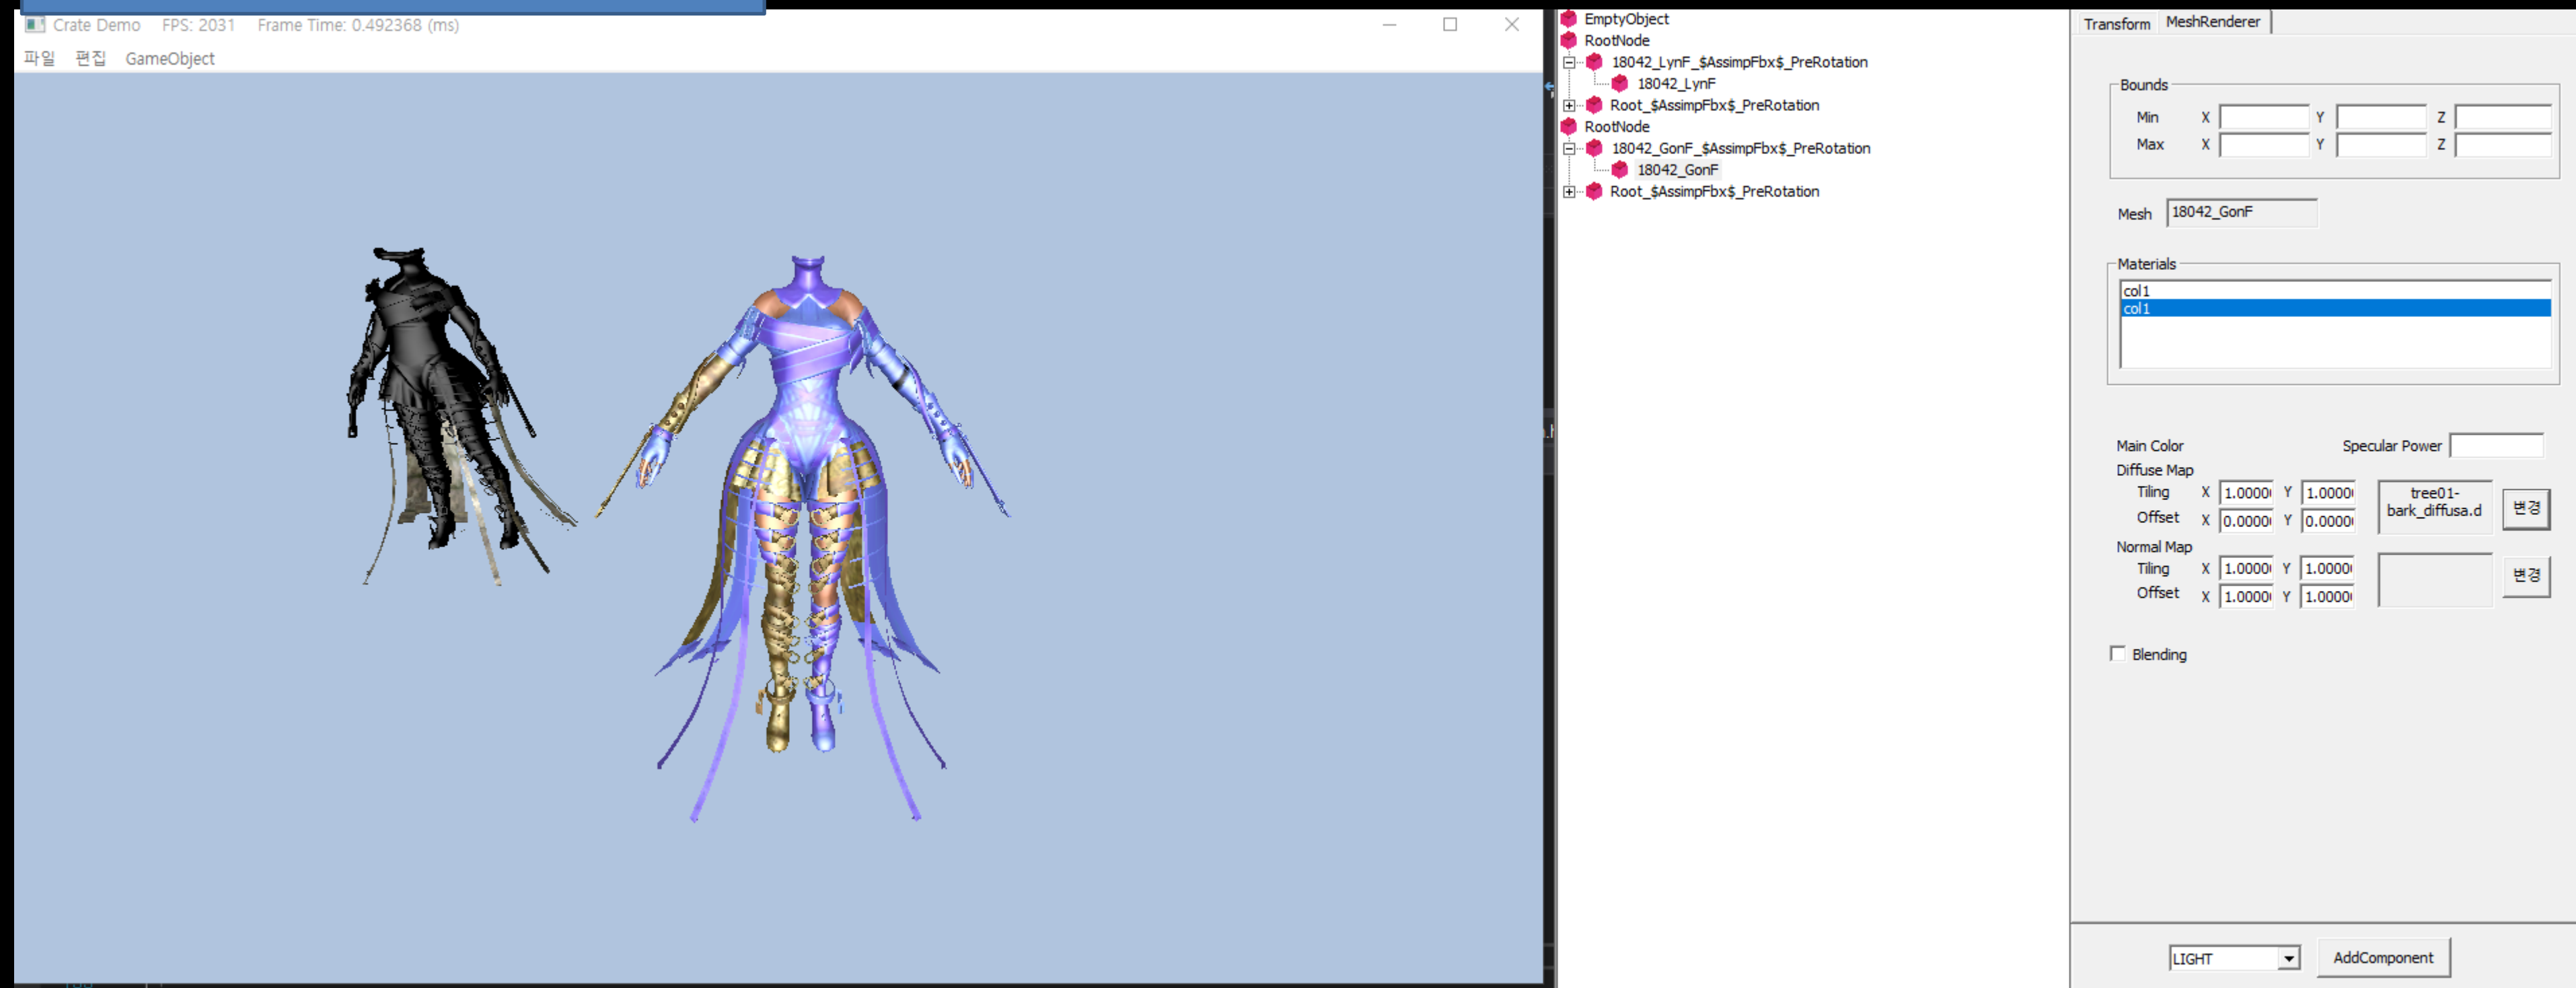 Crate Demo FPS: 2031 Frame Time: 0.492368 (ms)
파일 편집 GameObject
EmptyObject
RootNode
18042_LynF_$AssimpFbx$_PreRotation
18042_LynF
Root_$AssimpFbx$_PreRotation
RootNode
18042_GonF_$AssimpFbx$_PreRotation
18042_GonF
Root_$AssimpFbx$_PreRotation
Transform MeshRenderer
Bounds
Min X Y Z
Max X Y Z
Mesh 18042_GonF
Materials
col1
col1
Main Color Specular Power
Diffuse Map
Tiling X 1.0000 Y 1.0000
Offset X 0.0000 Y 0.0000
tree01-
bark_diffusa.d
변경
Normal Map
Tiling X 1.0000 Y 1.0000
Offset X 1.0000 Y 1.0000
변경
Blending
LIGHT AddComponent